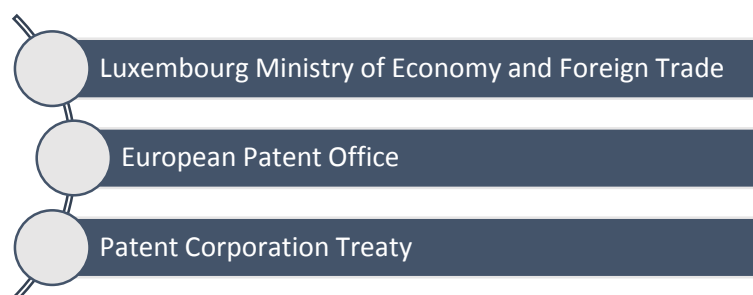 Luxembourg Ministry of Economy and Foreign Trade
European Patent Office
Patent Corporation Treaty